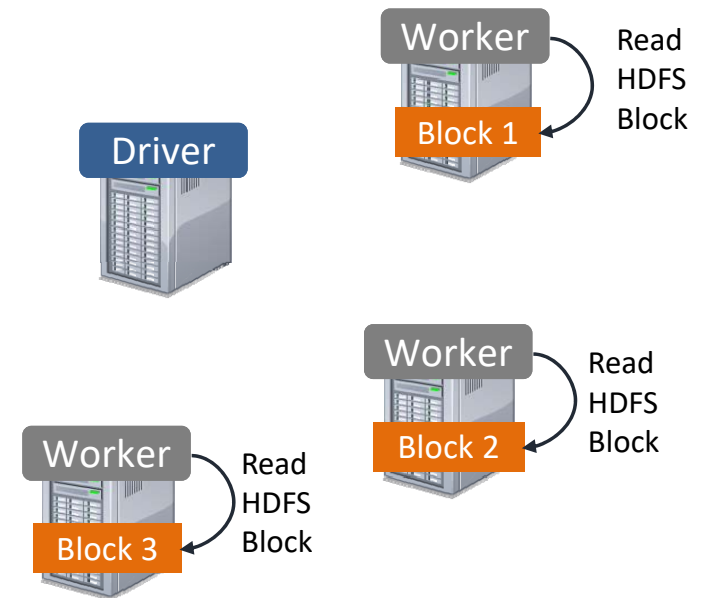 Worker
Read
HDFS
Block
Block 1
Driver
Worker
Read
HDFS
Block
Block 2
Worker
Read
HDFS
Block
Block 3